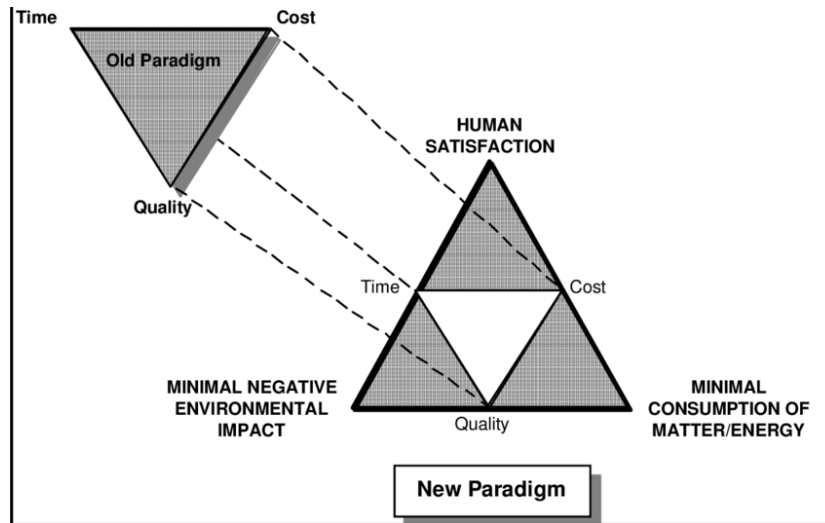 Time
Cost
Old Paradigm
Quality
HUMAN
SATISFACTION
Time
Cost
MINIMAL NEGATIVE
ENVIRONMENTAL
IMPACT
Quality
MINIMAL
CONSUMPTION OF
MATTER/ENERGY
New Paradigm